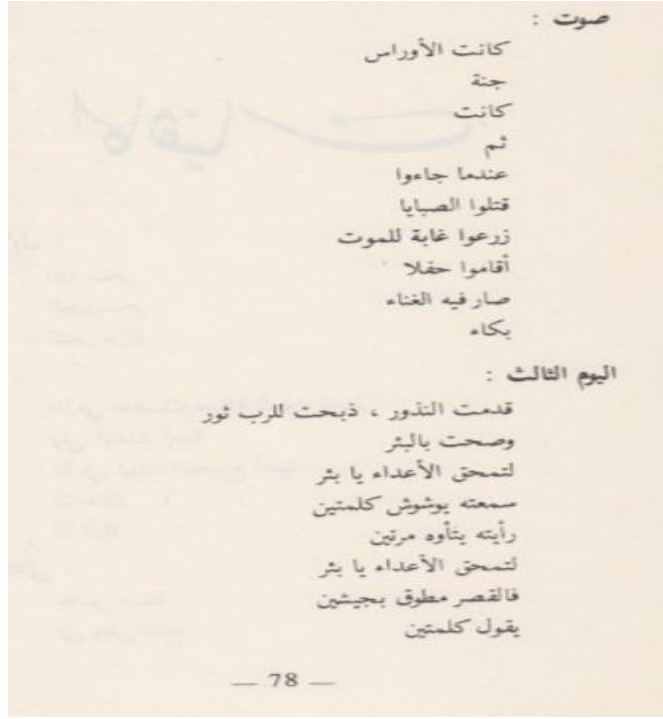 صوت :
كانت الأوراس
جنة
كانت
ثم
عندما جاءوا
قتلوا الصبايا
زرعوا غابة للموت
أقاموا حفلا
صار فيه الغناء
بكاء
اليوم الثالث :
قدمت النذور ، ذبحت للرب ثور
وصحت بالبئر
لتمحق الأعداء يا بئر
سمعته يوشوش كلمتين
رأيته يتأوه مرتين
لتمحق الأعداء يا بئر
فالقصر مطوق بجيشين
يقول كلمتين
— 78 —